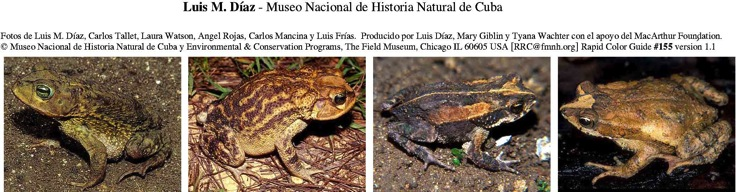 Luis M. Díaz - Museo Nacional de Historia Natural de Cuba
Fotos de Luis M. Díaz, Carlos Tallet, Laura Watson, Angel Rojas, Carlos Mancina y Luis Frías. Producido por Luis Díaz, Mary Giblin y Tyana Wachter con el apoyo del MacArthur Foundation.
© Museo Nacional de Historia Natural de Cuba y Environmental & Conservation Programs, The Field Museum, Chicago IL 60605 USA [RRC@fmnh.org] Rapid Color Guide #155 version 1.1